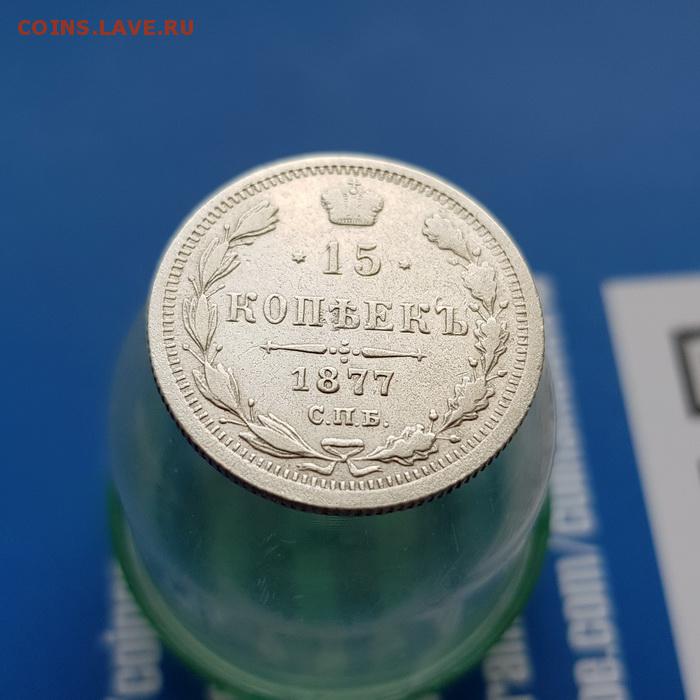 COINS.LAVE.RU
* 15 *
КОПѢЕКЪ
1877
С.П.Б.